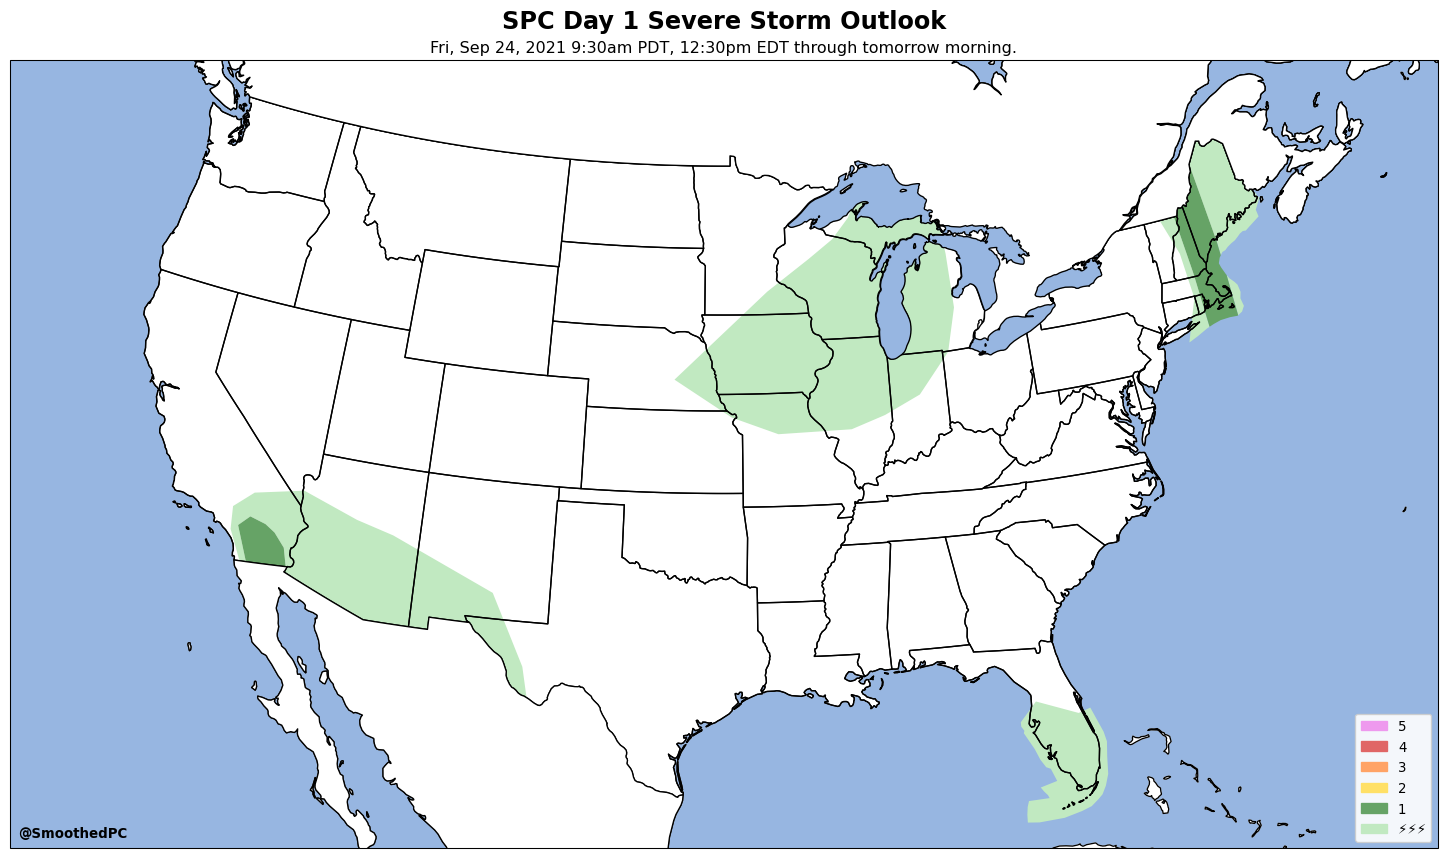 SPC Day 1 Severe Storm Outlook
Fri, Sep 24, 2021 9:30am PDT, 12:30pm EDT through tomorrow morning.
5
4
3
2
1
⚡⚡⚡
@SmoothedPC